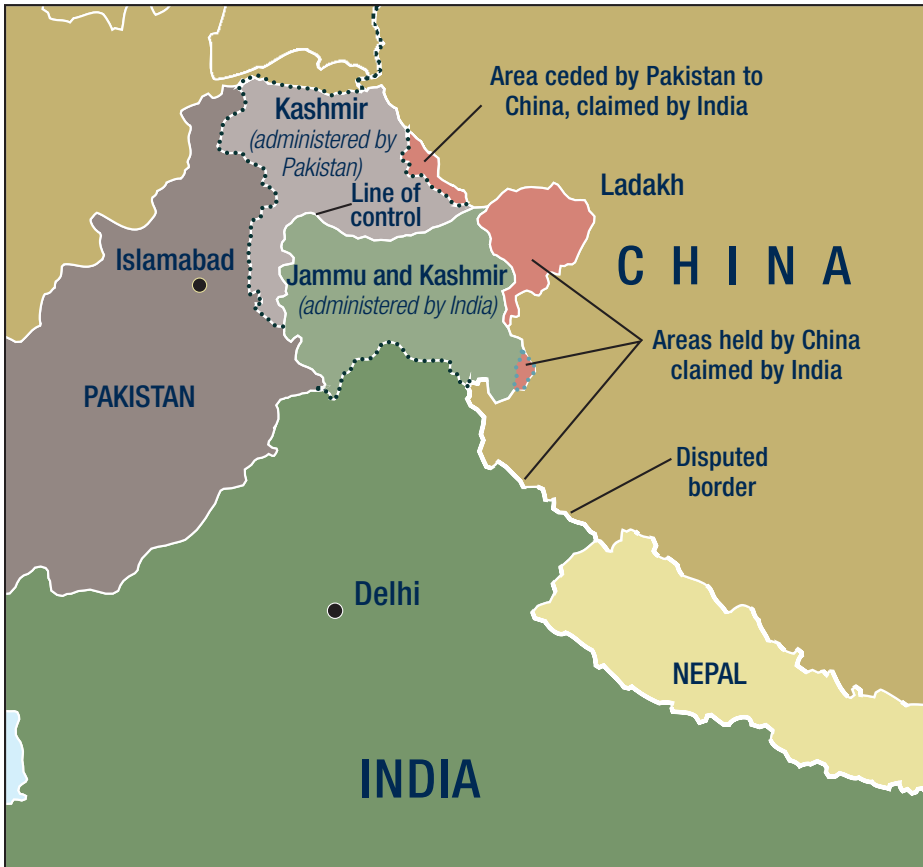 Area ceded by Pakistan to
China, claimed by India
Kashmir
(administered by
Pakistan)
Ladakh
Line of
control
CHINA
Islamabad
Jammu and Kashmir
(administered by India)
Areas held by China
claimed by India
PAKISTAN
Disputed
border
Delhi
NEPAL
INDIA